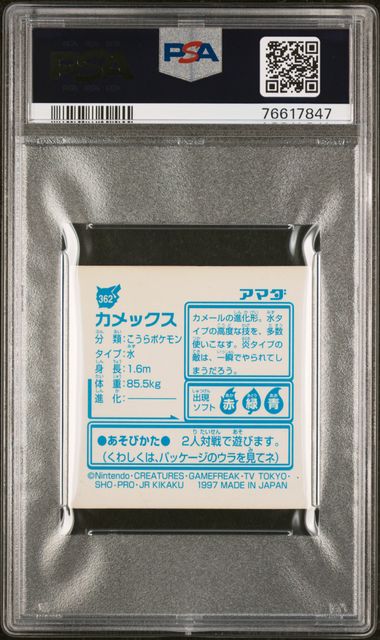 PSA
PSA
76617847
362
アマダ
カメックス
分類:こうらポケモン
タイプ:水
身長:1.6m
体重:85.5kg
進化:――
カメールの進化形。水タ
イプの高度な技を、多数
使いこなす。炎タイプの
敵は、一瞬でやられてし
まうだろう。
出現
ソフト
赤 緑 青
●あそびかた● 2人対戦で遊びます。
(くわしくは、パッケージのウラを見てネ)
©Nintendo・CREATURES・GAMEFREAK・TV TOKYO・
SHO-PRO・JR KIKAKU 1997 MADE IN JAPAN